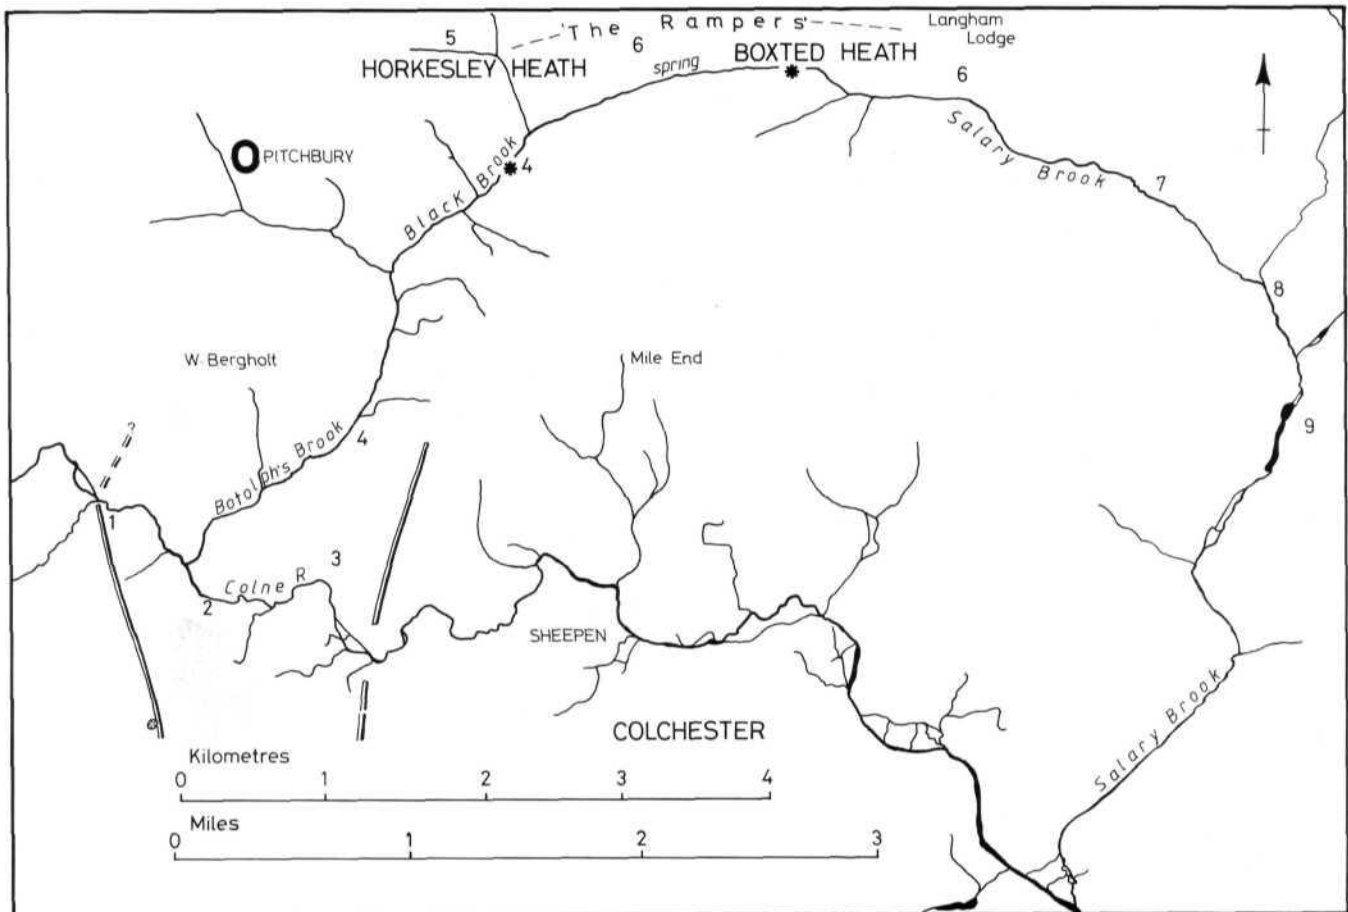 'The Rampers'
Langham
Lodge
5
6
HORKESLEY HEATH
spring
BOXTED HEATH
6
PITCHBURY
Black Brook
4
Salary Brook
7
8
W. Bergholt
Mile End
?
Botolph's Brook
4
9
1
2
Colne R
3
SHEEPEN
Salary Brook
COLCHESTER
Kilometres
0 1 2 3 4
Miles
0 1 2 3